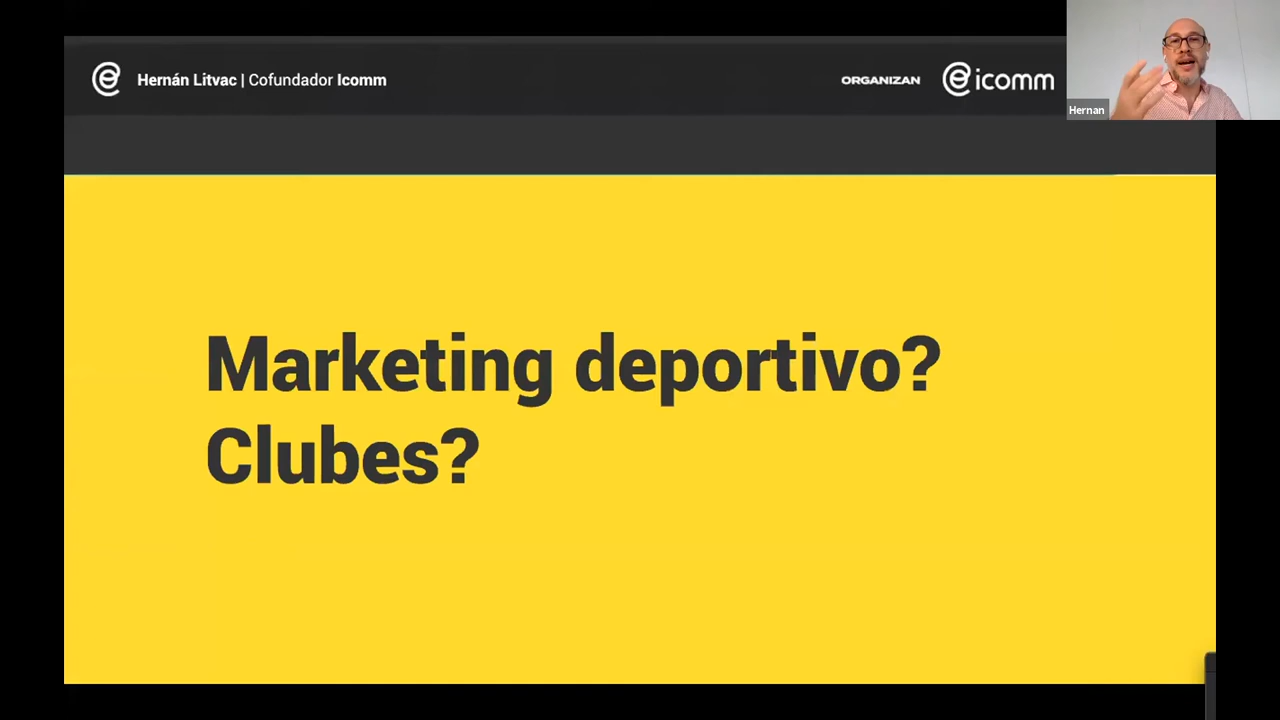 Hernán Litvac | Cofundador Icomm
ORGANIZAN
icomm
Hernan
Marketing deportivo?
Clubes?